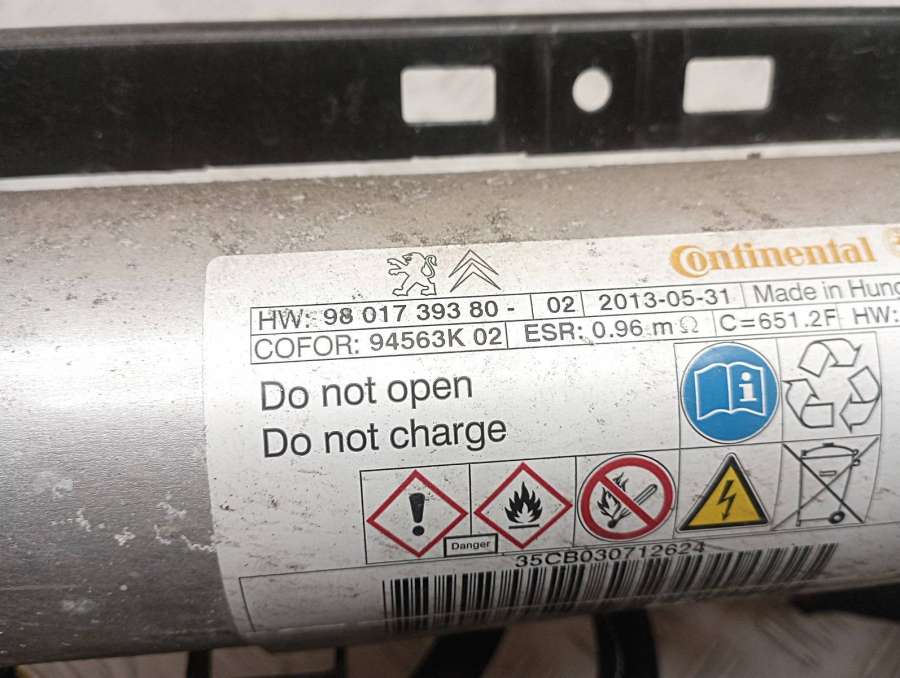 Continental
HW: 98 017 393 80 - 02 2013-05-31 Made in Hung
COFOR: 94563K 02 ESR: 0.96 mΩ C=651.2F HW:
Do not open
Do not charge
Danger
35CB030712624